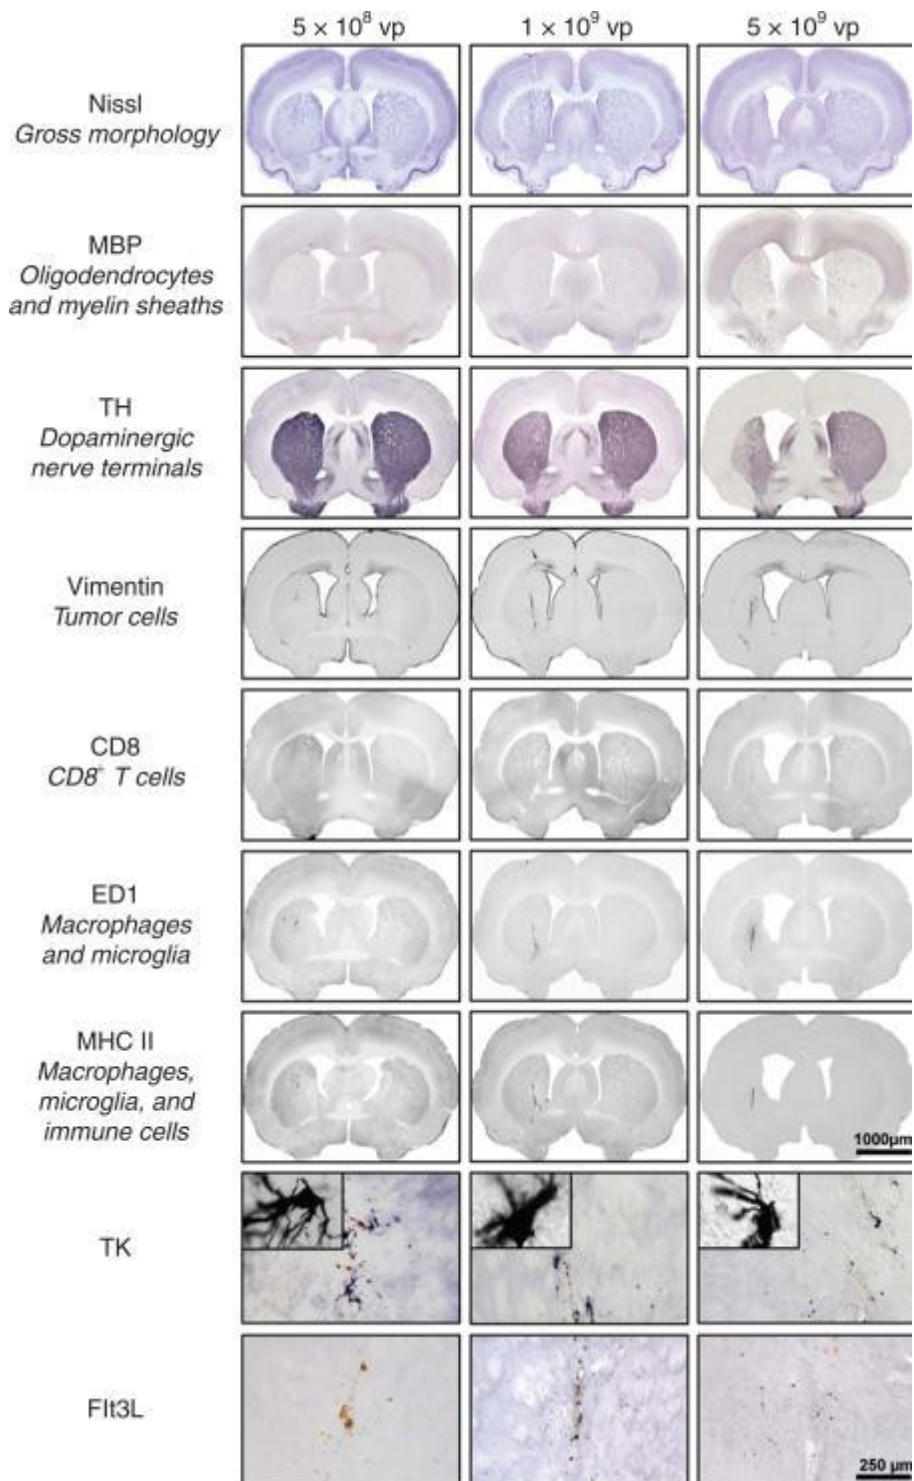 5 × 10⁸ vp
1 × 10⁹ vp
5 × 10⁹ vp
Nissl
Gross morphology
MBP
Oligodendrocytes
and myelin sheaths
TH
Dopaminergic
nerve terminals
Vimentin
Tumor cells
CD8
CD8⁺ T cells
ED1
Macrophages
and microglia
MHC II
Macrophages,
microglia, and
immune cells
1000µm
TK
Flt3L
250 µm